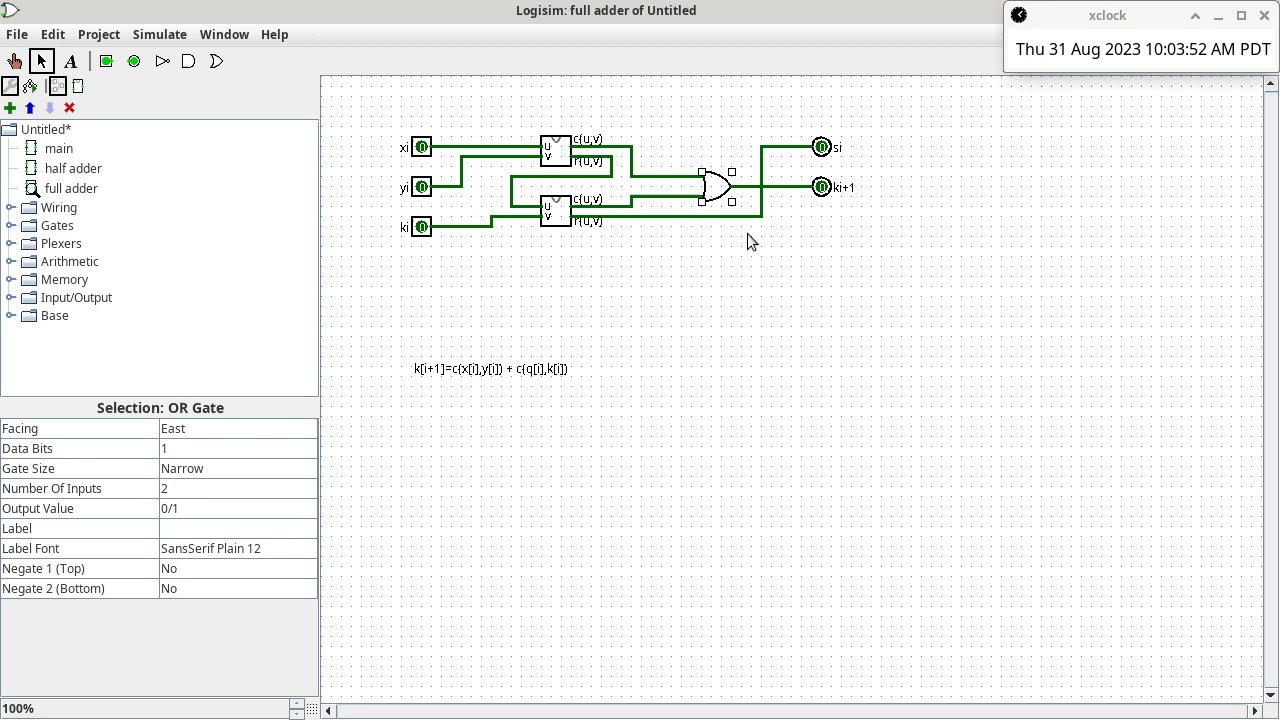 Logisim: full adder of Untitled
xclock
File Edit Project Simulate Window Help
Thu 31 Aug 2023 10:03:52 AM PDT
A
Untitled*
main
half adder
full adder
Wiring
Gates
Plexers
Arithmetic
Memory
Input/Output
Base
xi
u
v
c(u,v)
r(u,v)
si
yi
ki+1
ki
u
v
c(u,v)
r(u,v)
k[i+1]=c(x[i],y[i]) + c(q[i],k[i])
Selection: OR Gate
Facing East
Data Bits 1
Gate Size Narrow
Number Of Inputs 2
Output Value 0/1
Label
Label Font SansSerif Plain 12
Negate 1 (Top) No
Negate 2 (Bottom) No
100%